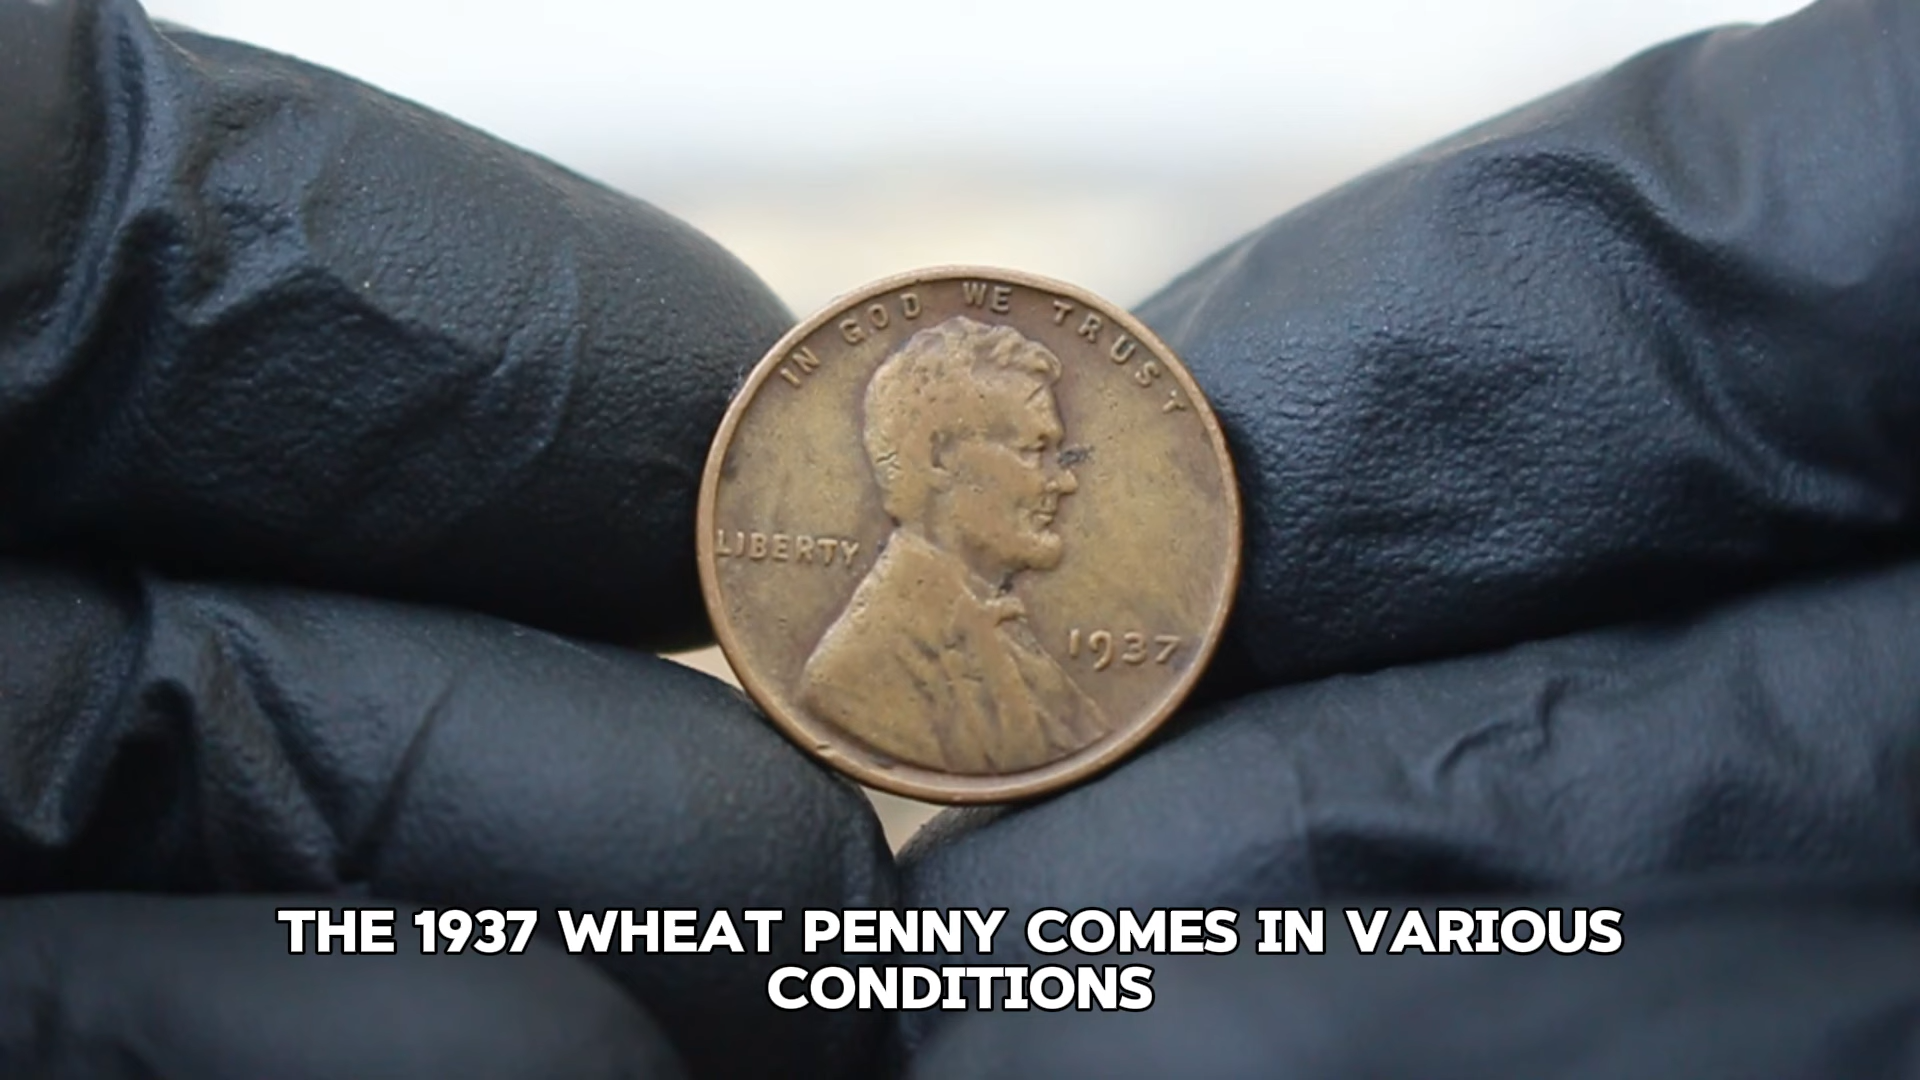 IN GOD WE TRUST
LIBERTY
1937
THE 1937 WHEAT PENNY COMES IN VARIOUS
CONDITIONS